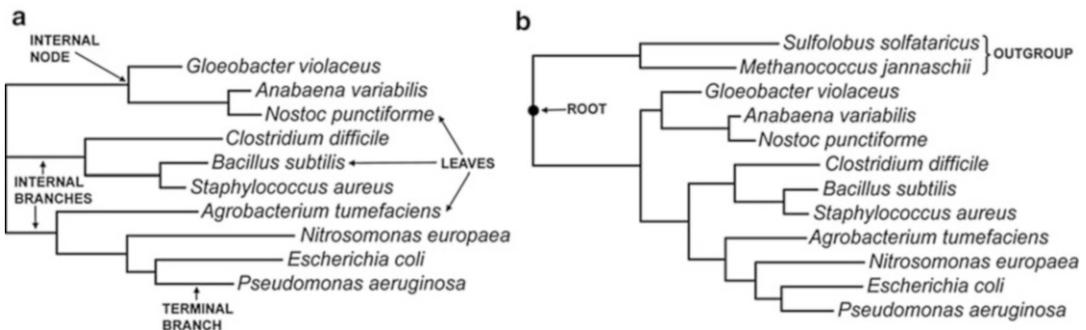 a
INTERNAL
NODE
Gloeobacter violaceus
Anabaena variabilis
Nostoc punctiforme
Clostridium difficile
Bacillus subtilis
LEAVES
INTERNAL
BRANCHES
Staphylococcus aureus
Agrobacterium tumefaciens
Nitrosomonas europaea
Escherichia coli
Pseudomonas aeruginosa
TERMINAL
BRANCH
b
Sulfolobus solfataricus
OUTGROUP
Methanococcus jannaschii
Gloeobacter violaceus
ROOT
Anabaena variabilis
Nostoc punctiforme
Clostridium difficile
Bacillus subtilis
Staphylococcus aureus
Agrobacterium tumefaciens
Nitrosomonas europaea
Escherichia coli
Pseudomonas aeruginosa